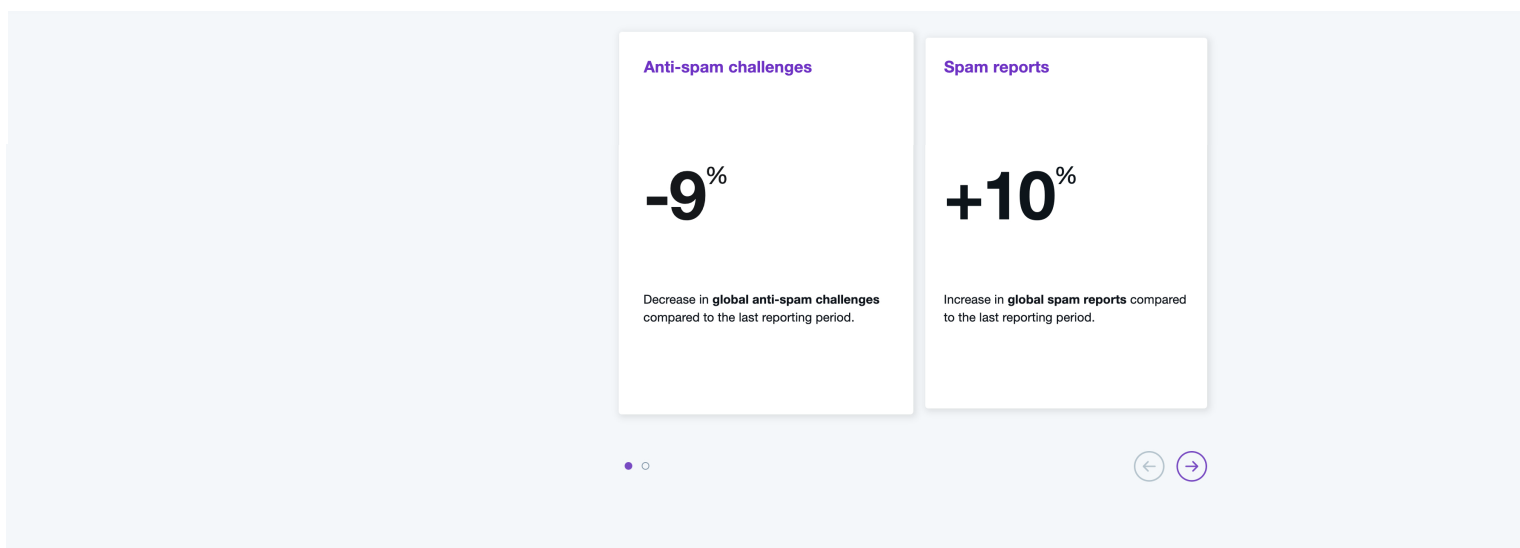 Anti-spam challenges
-9%
Decrease in global anti-spam challenges
compared to the last reporting period.
Spam reports
+10%
Increase in global spam reports compared
to the last reporting period.